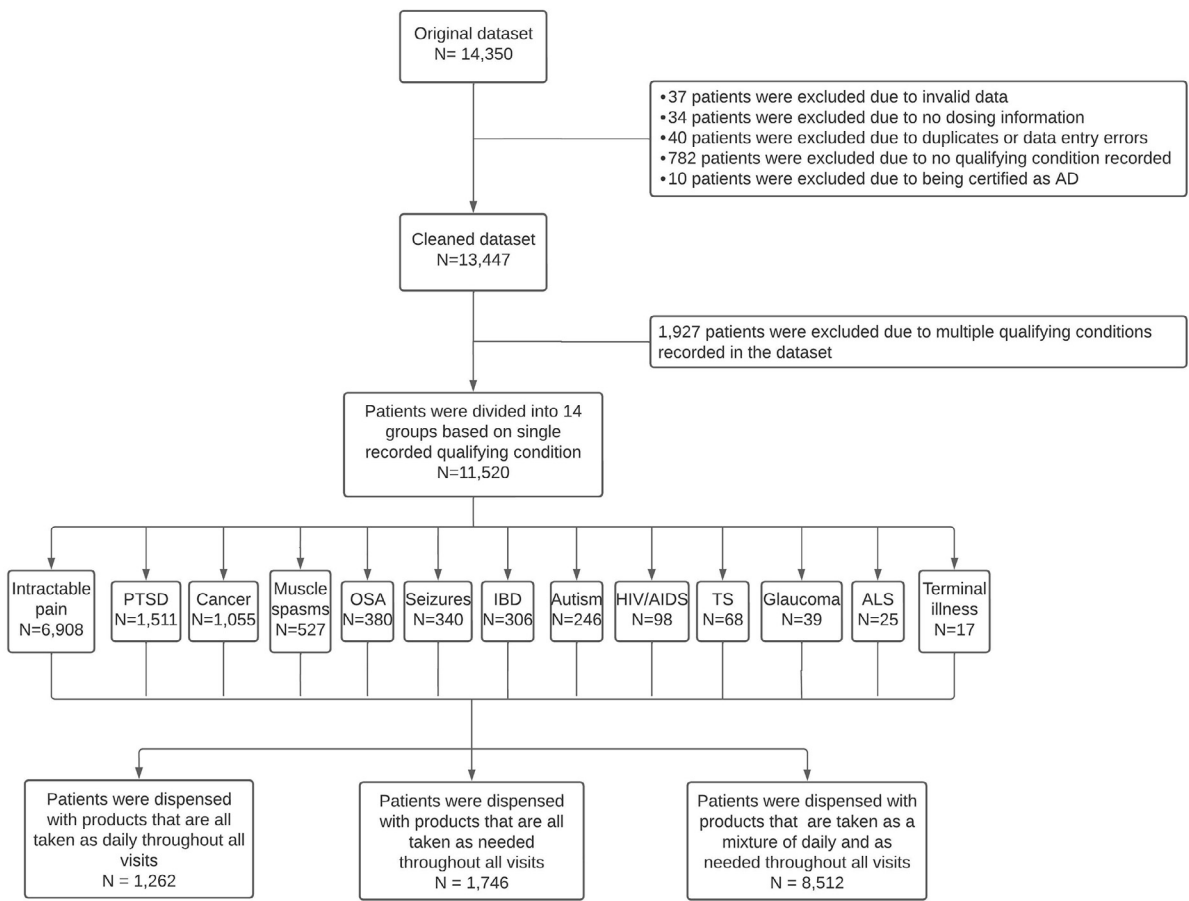 Original dataset
N= 14,350
•37 patients were excluded due to invalid data
•34 patients were excluded due to no dosing information
•40 patients were excluded due to duplicates or data entry errors
•782 patients were excluded due to no qualifying condition recorded
•10 patients were excluded due to being certified as AD
Cleaned dataset
N=13,447
1,927 patients were excluded due to multiple qualifying conditions
recorded in the dataset
Patients were divided into 14
groups based on single
recorded qualifying condition
N=11,520
Intractable
pain
N=6,908
PTSD
N=1,511
Cancer
N=1,055
Muscle
spasms
N=527
OSA
N=380
Seizures
N=340
IBD
N=306
Autism
N=246
HIV/AIDS
N=98
TS
N=68
Glaucoma
N=39
ALS
N=25
Terminal
illness
N=17
Patients were dispensed
with products that are all
taken as daily throughout all
visits
N = 1,262
Patients were dispensed
with products that are all
taken as needed
throughout all visits
N = 1,746
Patients were dispensed with
products that are taken as a
mixture of daily and as
needed throughout all visits
N = 8,512